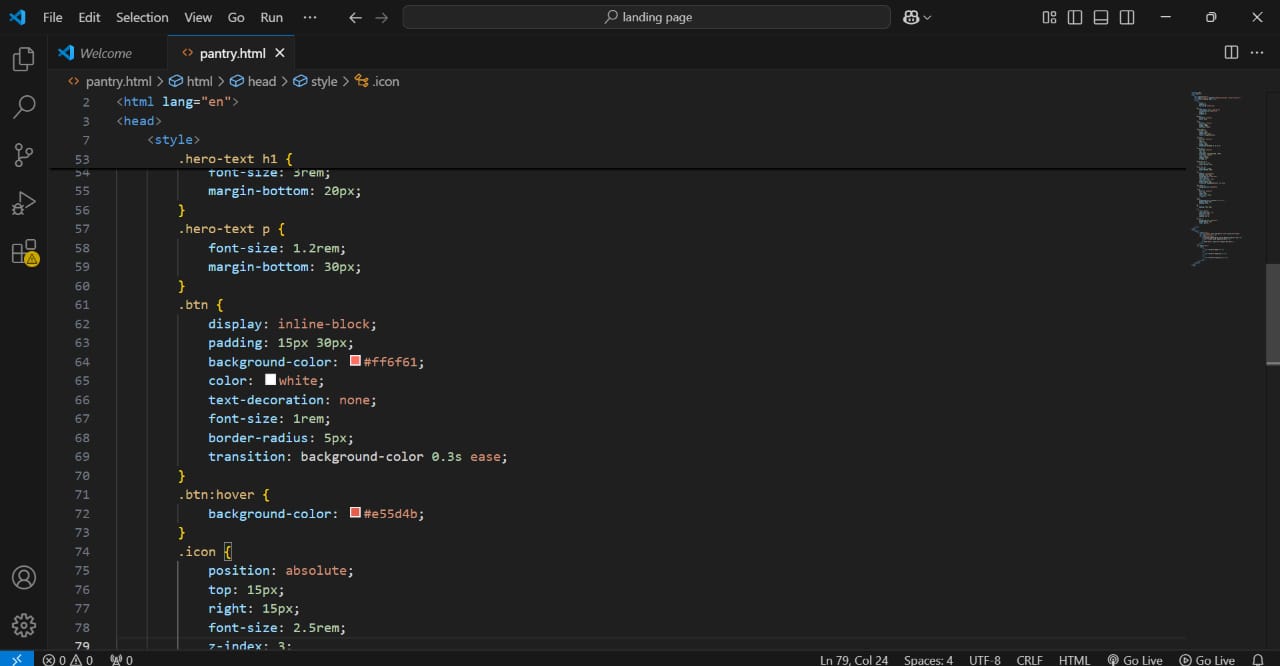 File Edit Selection View Go Run ··· landing page
Welcome pantry.html
pantry.html > html > head > style > .icon
2 <html lang="en">
3 <head>
7 <style>
53 .hero-text h1 {
54 font-size: 3rem;
55 margin-bottom: 20px;
56 }
57 .hero-text p {
58 font-size: 1.2rem;
59 margin-bottom: 30px;
60 }
61 .btn {
62 display: inline-block;
63 padding: 15px 30px;
64 background-color: #ff6f61;
65 color: white;
66 text-decoration: none;
67 font-size: 1rem;
68 border-radius: 5px;
69 transition: background-color 0.3s ease;
70 }
71 .btn:hover {
72 background-color: #e55d4b;
73 }
74 .icon {
75 position: absolute;
76 top: 15px;
77 right: 15px;
78 font-size: 2.5rem;
79 z-index: 3;
0 0 0 Ln 79, Col 24 Spaces: 4 UTF-8 CRLF HTML Go Live Go Live